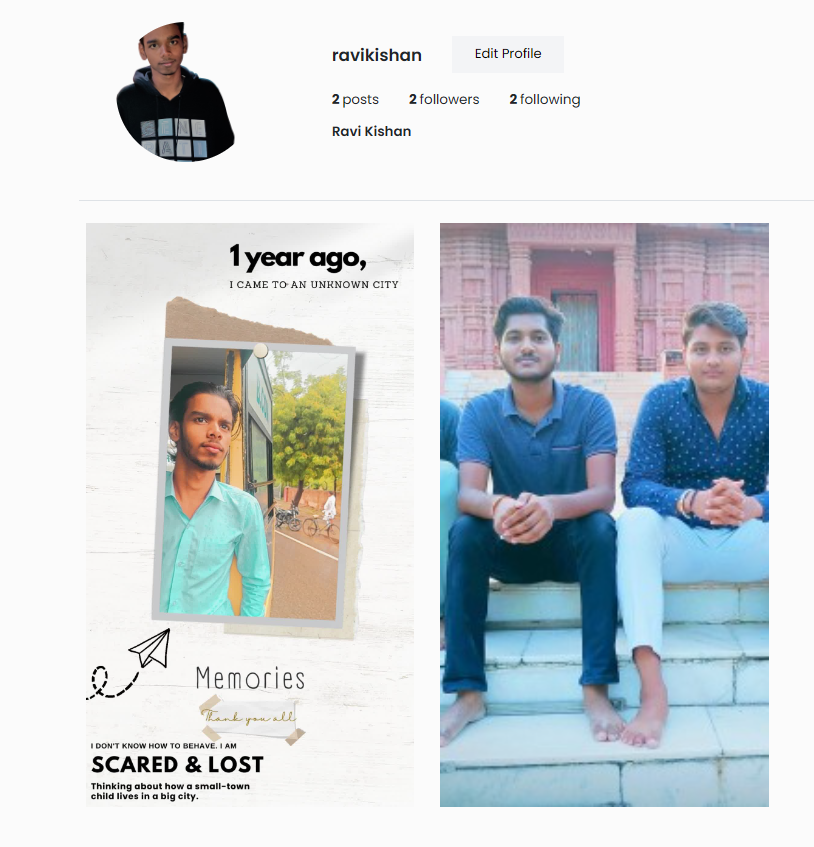 ravikishan
Edit Profile
2 posts
2 followers
2 following
Ravi Kishan
1 year ago,
I CAME TO AN UNKNOWN CITY
Memories
Thank you all
I DON'T KNOW HOW TO BEHAVE. I AM
SCARED & LOST
Thinking about how a small-town
child lives in a big city.